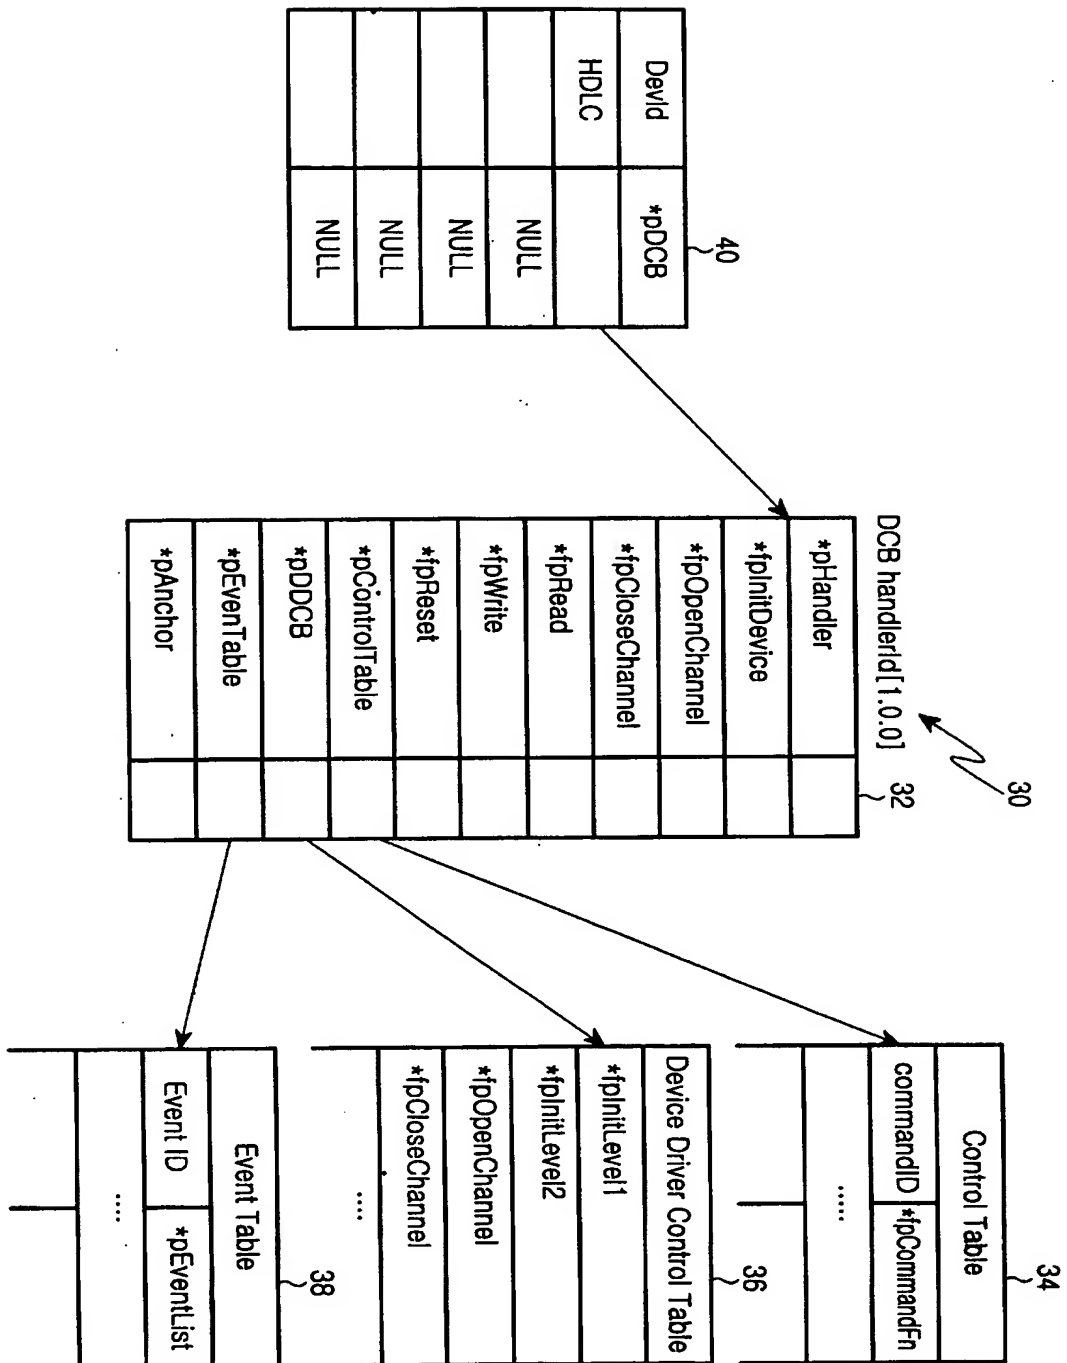 40
DevId *pDCB
HDLC
NULL
NULL
NULL
NULL
30
DCB handlerId[1.0.0]
32
*pHandler
*fpInitDevice
*fpOpenChannel
*fpCloseChannel
*fpRead
*fpWrite
*fpReset
*pControlTable
*pDDCB
*pEvenTable
*pAnchor
34
Control Table
commandID *fpCommandFn
.....
36
Device Driver Control Table
*fpInitLevel1
*fpInitLevel2
*fpOpenChannel
*fpCloseChannel
....
38
Event Table
Event ID *pEventList
....